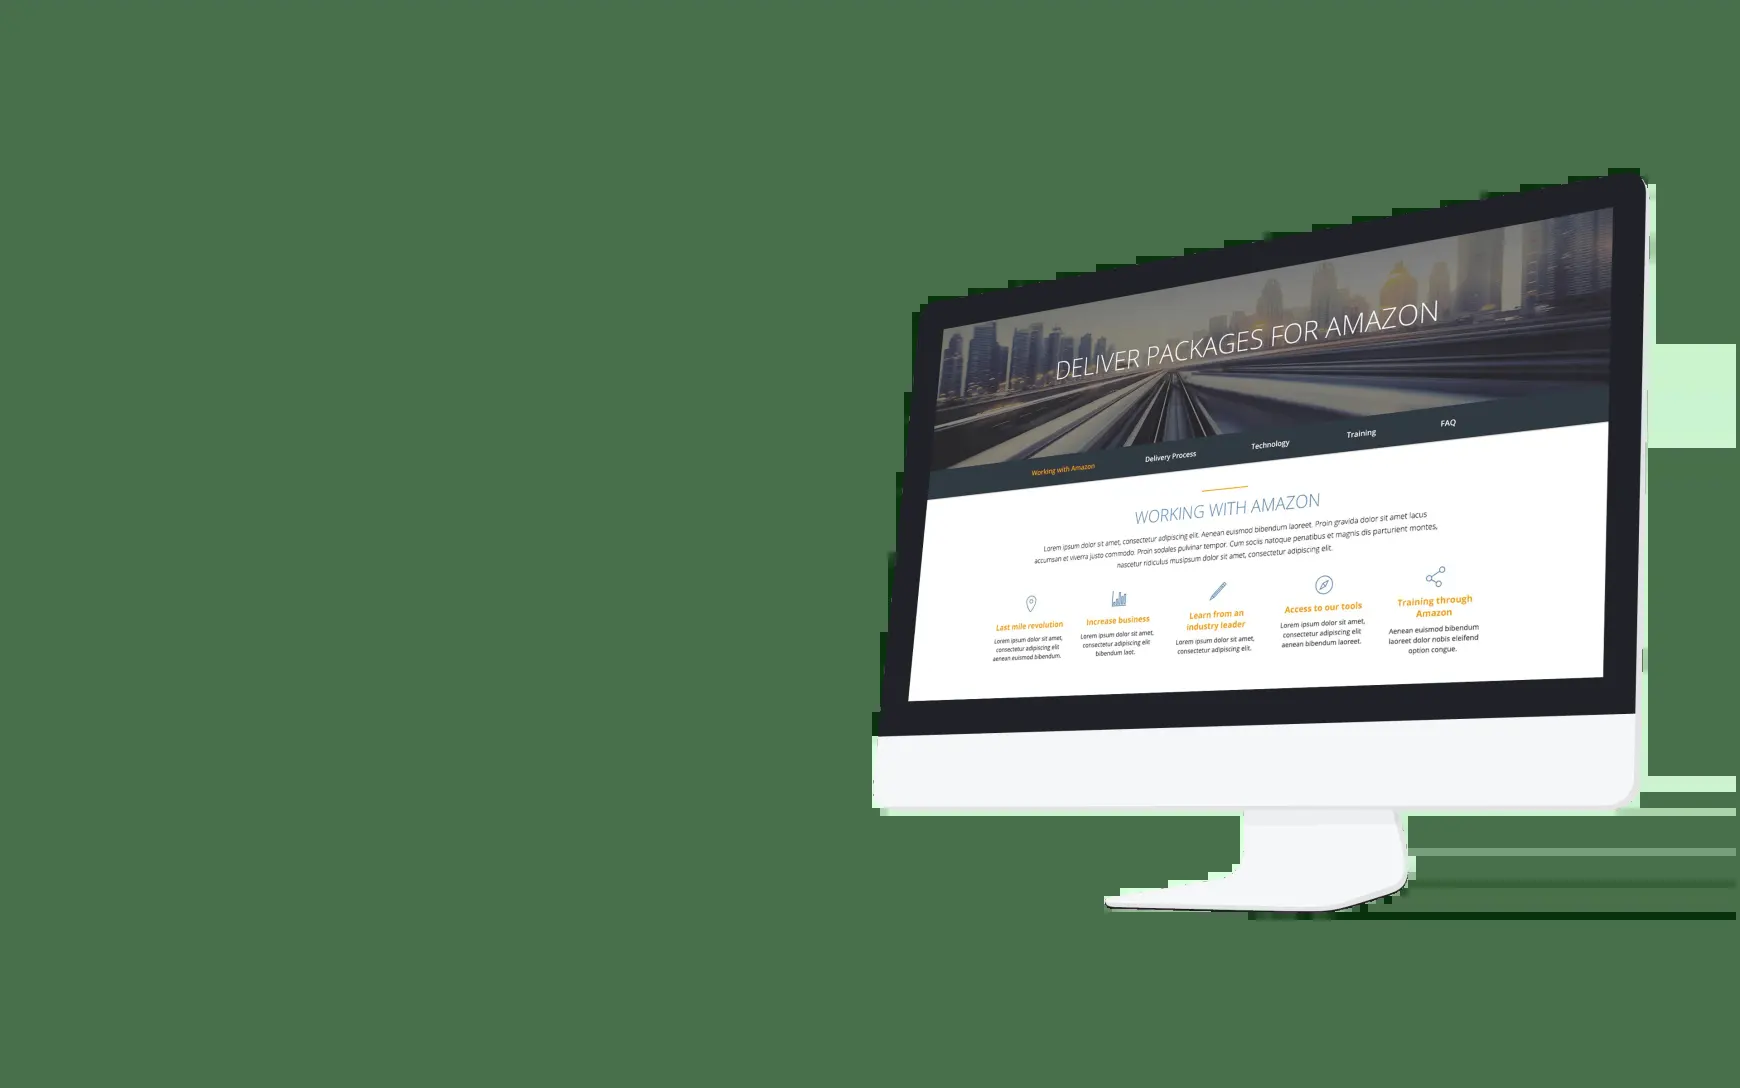 DELIVER PACKAGES FOR AMAZON
Working with Amazon
Delivery Process
Technology
Training
FAQ
WORKING WITH AMAZON
Lorem ipsum dolor sit amet, consectetur adipiscing elit. Aenean euismod bibendum laoreet. Proin gravida dolor sit amet lacus
accumsan et viverra justo commodo. Proin sodales pulvinar tempor. Cum sociis natoque penatibus et magnis dis parturient montes,
nascetur ridiculus musipsum dolor sit amet, consectetur adipiscing elit.
Last mile revolution
Lorem ipsum dolor sit amet,
consectetur adipiscing elit
aenean euismod bibendum.
Increase business
Lorem ipsum dolor sit amet,
consectetur adipiscing elit
bibendum laot.
Learn from an
industry leader
Lorem ipsum dolor sit amet,
consectetur adipiscing elit.
Access to our tools
Lorem ipsum dolor sit amet,
consectetur adipiscing elit
aenean bibendum laoreet.
Training through
Amazon
Aenean euismod bibendum
laoreet dolor nobis eleifend
option congue.